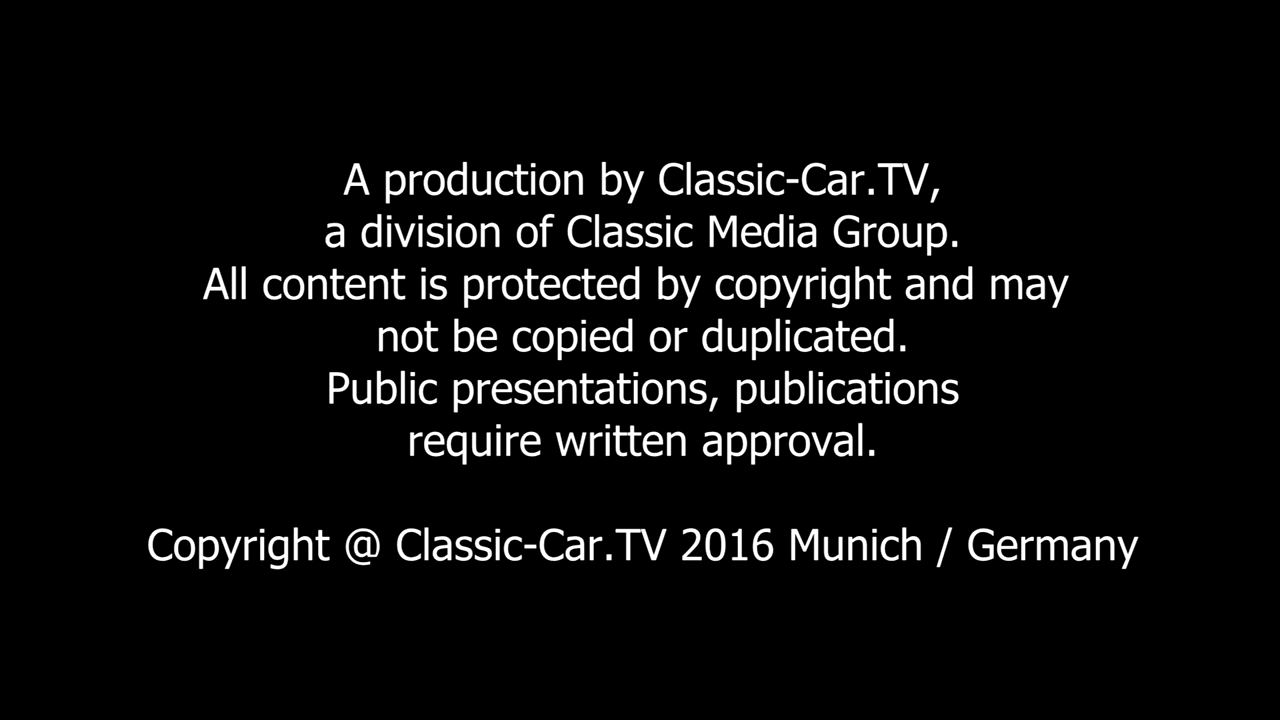 A production by Classic-Car.TV,
a division of Classic Media Group.
All content is protected by copyright and may
not be copied or duplicated.
Public presentations, publications
require written approval.
Copyright @ Classic-Car.TV 2016 Munich / Germany